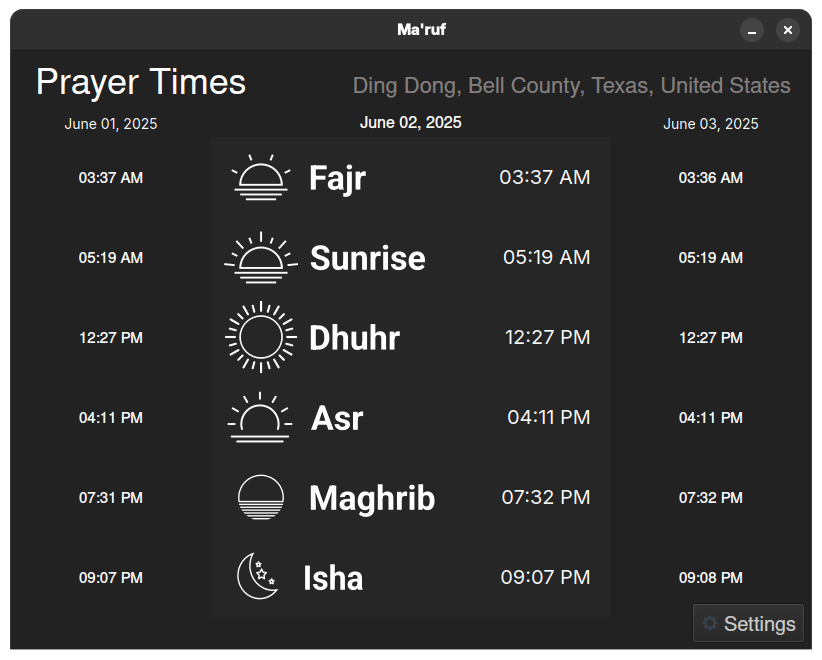 Ma'ruf
Prayer Times
Ding Dong, Bell County, Texas, United States
June 01, 2025
June 02, 2025
June 03, 2025
03:37 AM
Fajr
03:37 AM
03:36 AM
05:19 AM
Sunrise
05:19 AM
05:19 AM
12:27 PM
Dhuhr
12:27 PM
12:27 PM
04:11 PM
Asr
04:11 PM
04:11 PM
07:31 PM
Maghrib
07:32 PM
07:32 PM
09:07 PM
Isha
09:07 PM
09:08 PM
Settings